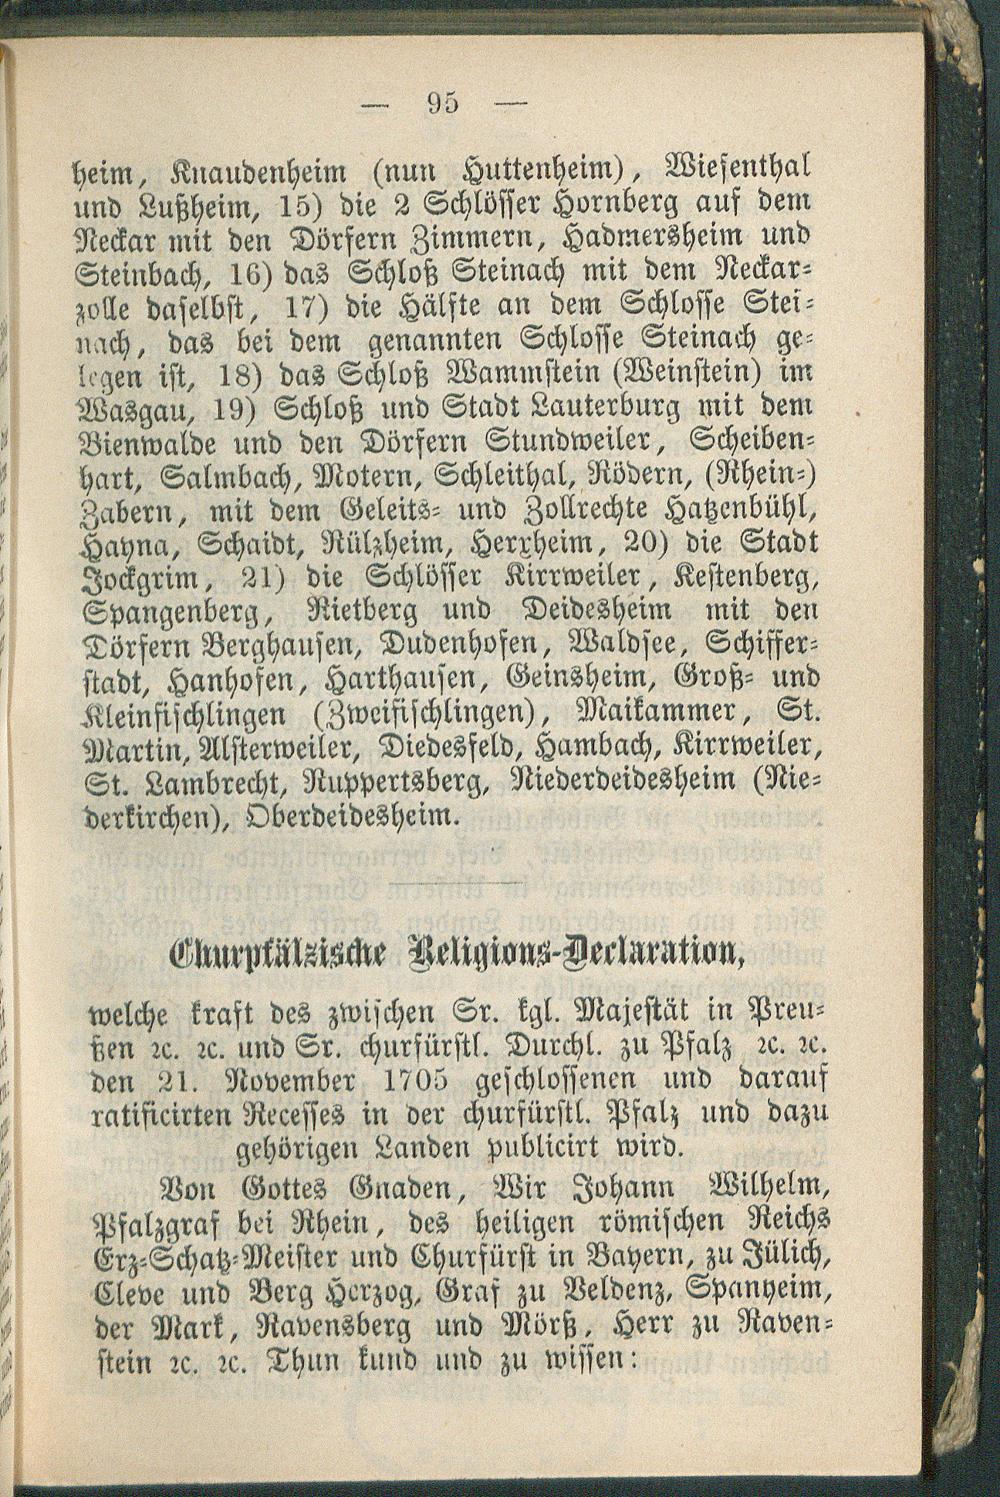 — 95 —
heim, Knaudenheim (nun Huttenheim), Wiesenthal
und Lußheim, 15) die 2 Schlösser Hornberg auf dem
Neckar mit den Dörfern Zimmern, Hadmersheim und
Steinbach, 16) das Schloß Steinach mit dem Neckar-
zolle daselbst, 17) die Hälfte an dem Schlosse Stei-
nach, das bei dem genannten Schlosse Steinach ge-
legen ist, 18) das Schloß Wammstein (Weinstein) im
Wasgau, 19) Schloß und Stadt Lauterburg mit dem
Bienwalde und den Dörfern Stundweiler, Scheiben-
hart, Salmbach, Motern, Schleithal, Rödern, (Rhein-)
Zabern, mit dem Geleits- und Zollrechte Hatzenbühl,
Hayna, Schaidt, Rülzheim, Herxheim, 20) die Stadt
Jockgrim, 21) die Schlösser Kirrweiler, Kestenberg,
Spangenberg, Rietberg und Deidesheim mit den
Dörfern Berghausen, Dudenhofen, Waldsee, Schiffer-
stadt, Hanhofen, Harthausen, Geinsheim, Groß- und
Kleinfischlingen (Zweifischlingen), Maikammer, St.
Martin, Alsterweiler, Diedesfeld, Hambach, Kirrweiler,
St. Lambrecht, Ruppertsberg, Niederdeidesheim (Nie-
derkirchen), Oberdeidesheim.
Churpfälzische Religions-Declaration,
welche kraft des zwischen Sr. kgl. Majestät in Preu-
ßen ꝛc. ꝛc. und Sr. churfürstl. Durchl. zu Pfalz ꝛc. ꝛc.
den 21. November 1705 geschlossenen und darauf
ratificirten Recesses in der churfürstl. Pfalz und dazu
gehörigen Landen publicirt wird.
Von Gottes Gnaden, Wir Johann Wilhelm,
Pfalzgraf bei Rhein, des heiligen römischen Reichs
Erz-Schatz-Meister und Churfürst in Bayern, zu Jülich,
Cleve und Berg Herzog, Graf zu Veldenz, Spanheim,
der Mark, Ravensberg und Mörß, Herr zu Raven-
stein ꝛc. ꝛc. Thun kund und zu wissen: